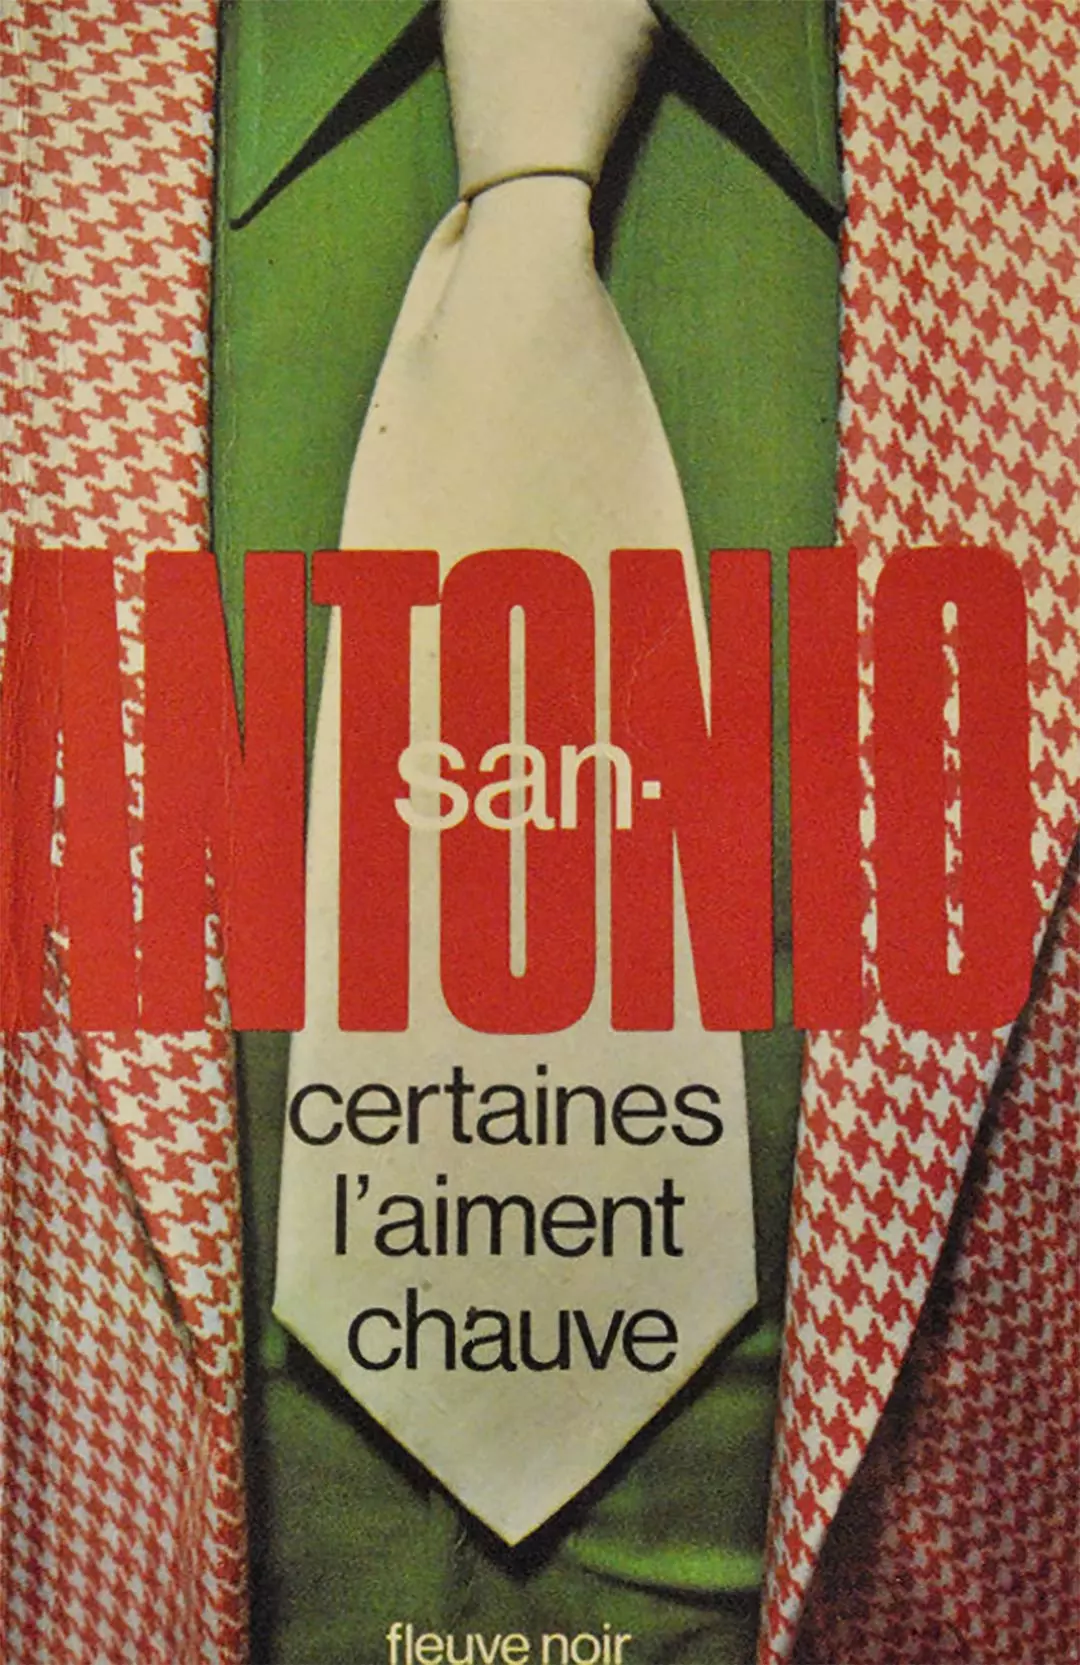 san-
ANTONIO
certaines
l'aiment
chauve
fleuve noir